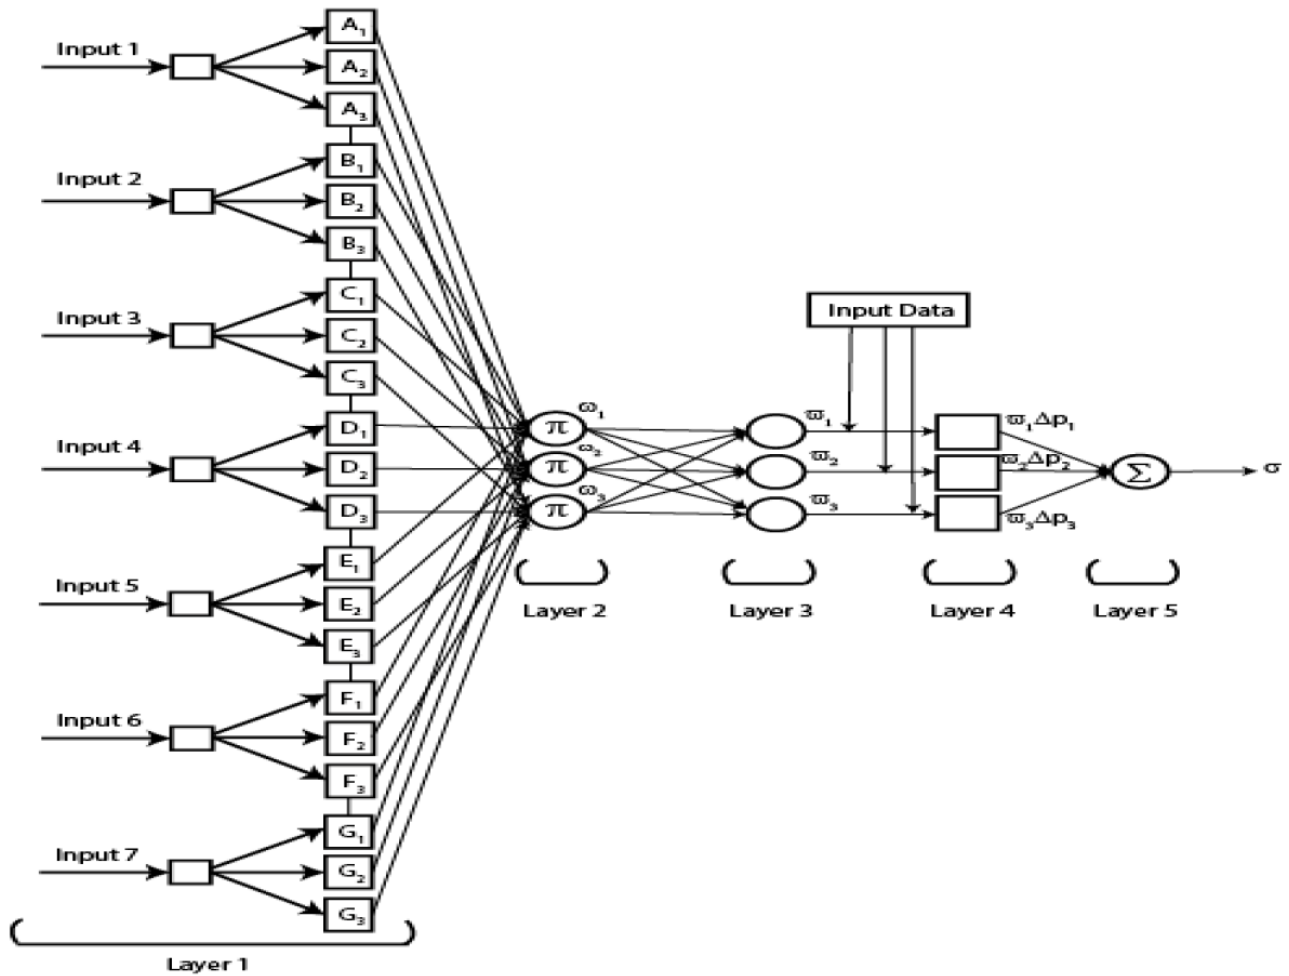 Input 1
A₁
A₂
A₃
Input 2
B₁
B₂
B₃
Input 3
C₁
C₂
C₃
Input 4
D₁
D₂
D₃
Input 5
E₁
E₂
E₃
Input 6
F₁
F₂
F₃
Input 7
G₁
G₂
G₃
Layer 1
π
π
π
ω₁
ω₂
ω₃
Layer 2
ϖ₁
ϖ₂
ϖ₃
Layer 3
Input Data
ϖ₁Δp₁
ϖ₂Δp₂
ϖ₃Δp₃
Layer 4
Σ
Layer 5
σ